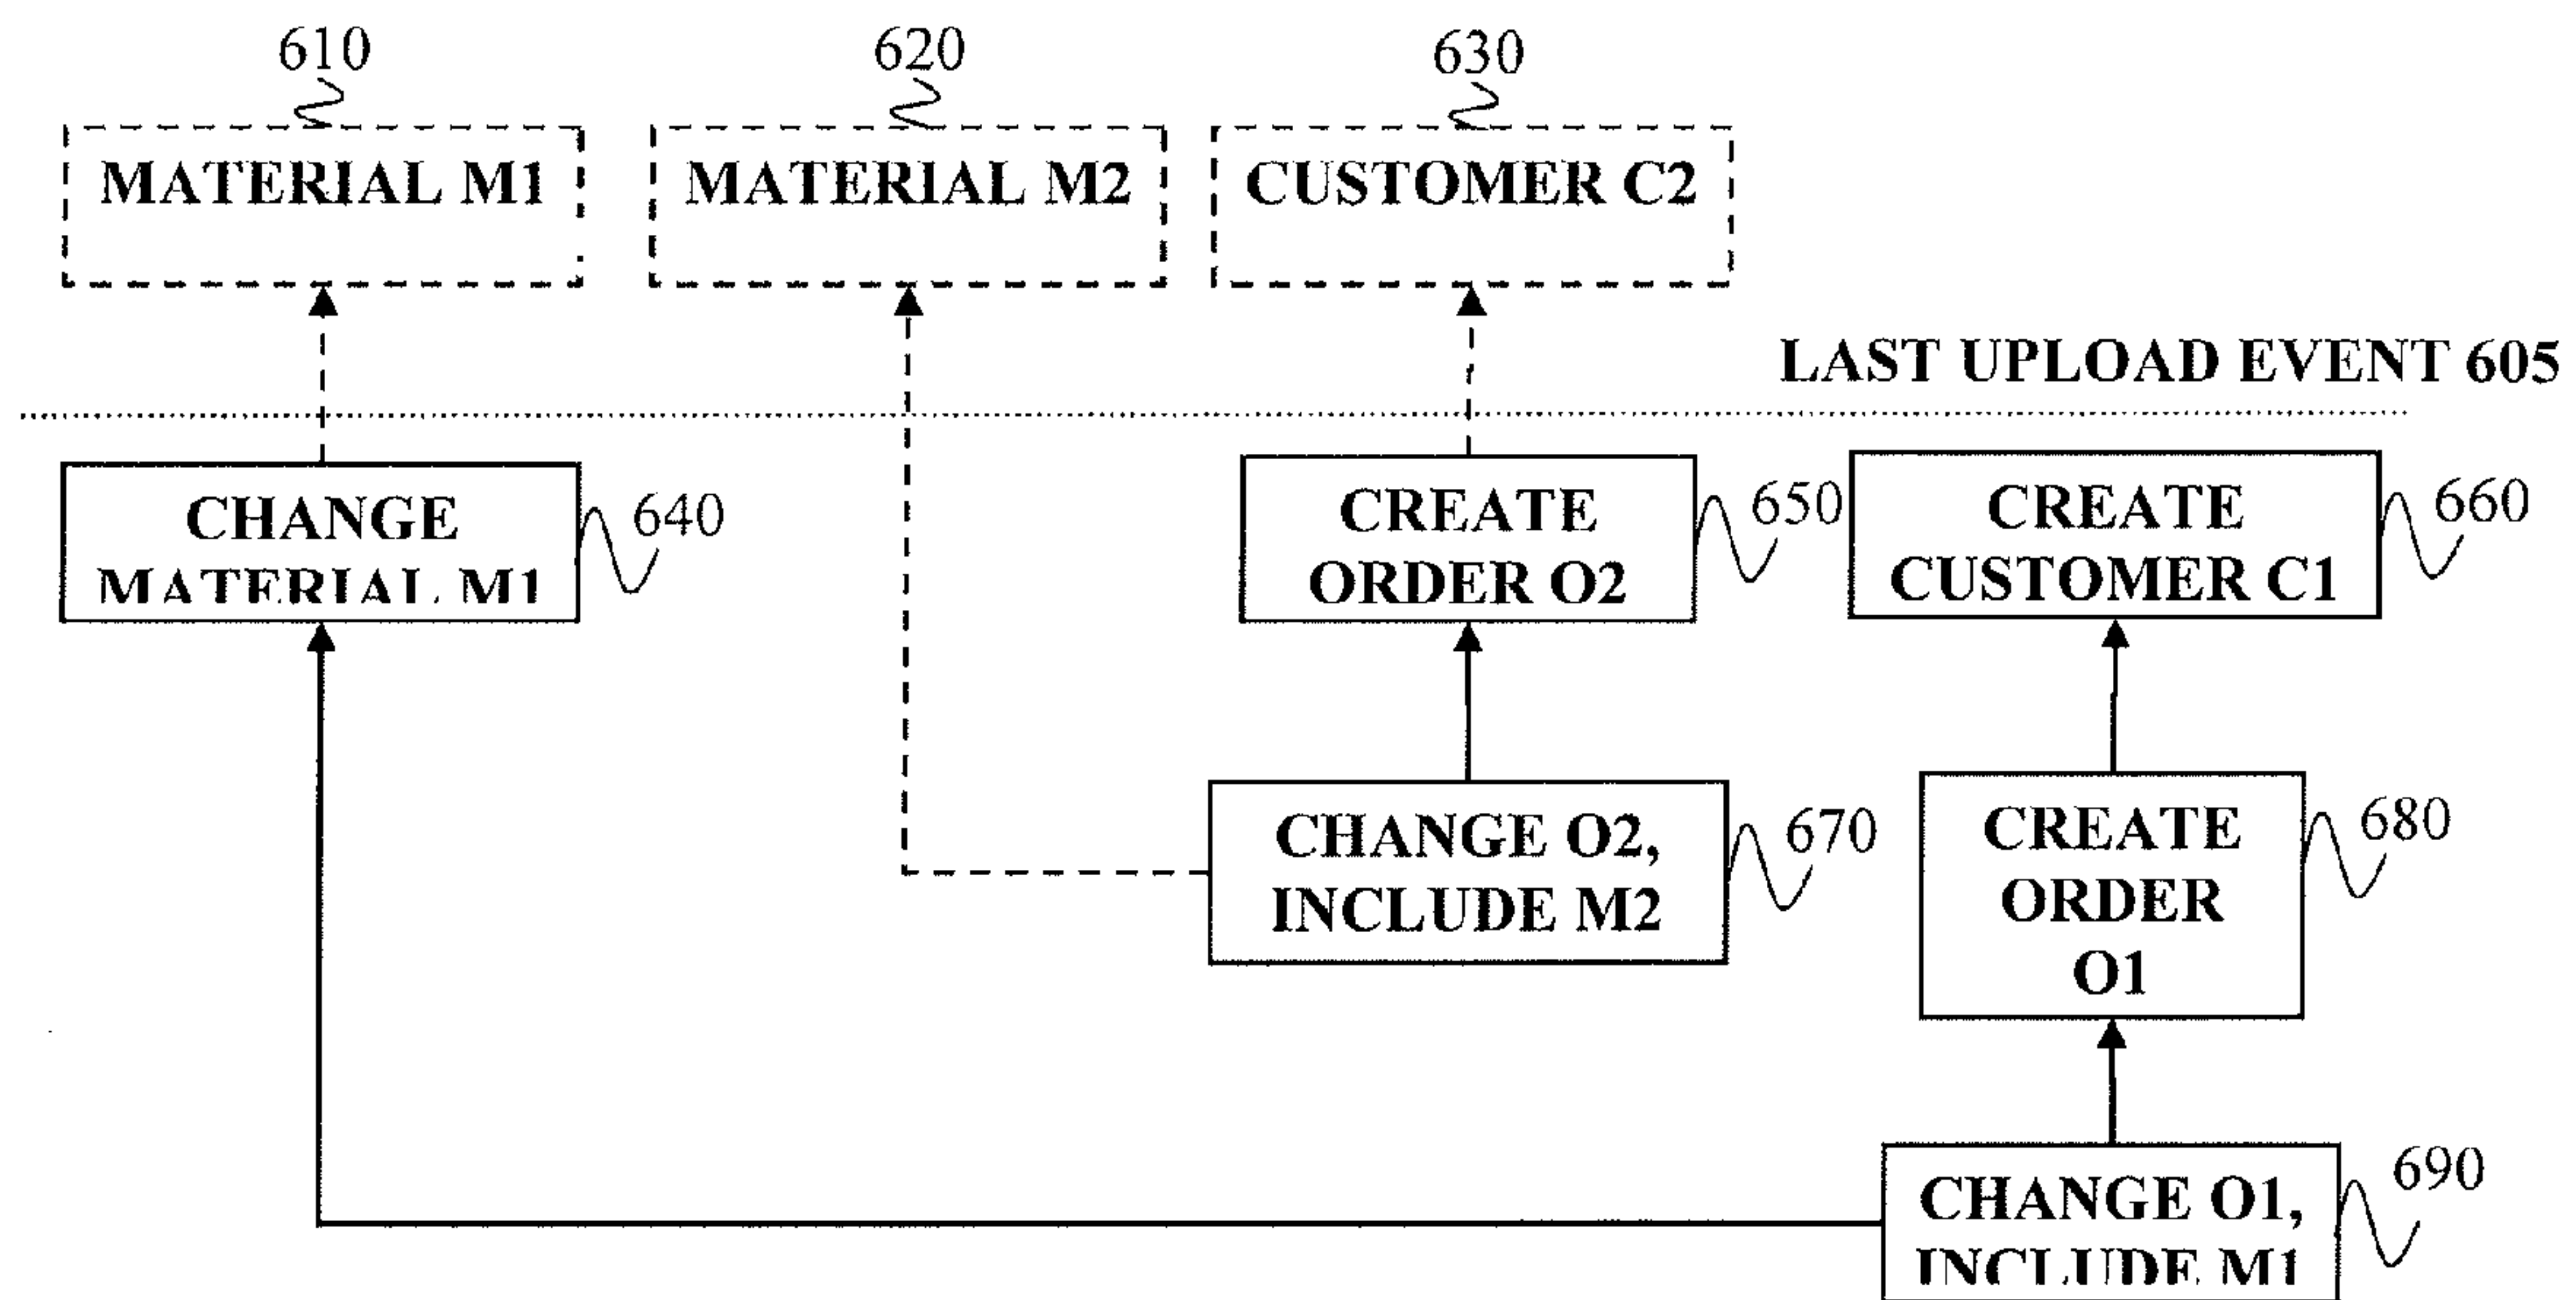 610
620
630
MATERIAL M1
MATERIAL M2
CUSTOMER C2
LAST UPLOAD EVENT 605
CHANGE
MATERIAL M1
640
CREATE
ORDER O2
650
CREATE
CUSTOMER C1
660
CHANGE O2,
INCLUDE M2
670
CREATE
ORDER
O1
680
CHANGE O1,
INCLUDE M1
690